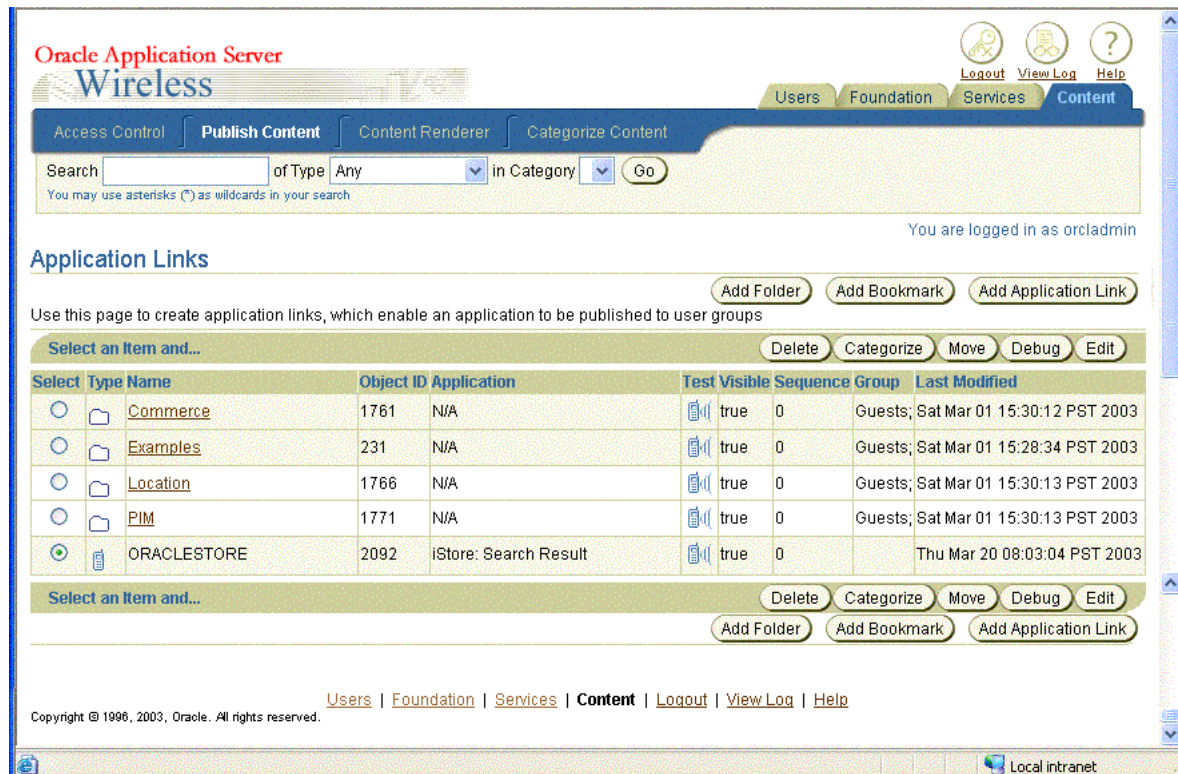 Oracle Application Server
Wireless
Logout View Log Help
Users Foundation Services Content
Access Control Publish Content Content Renderer Categorize Content
Search of Type Any in Category Go
You may use asterisks (*) as wildcards in your search
You are logged in as orcladmin
Application Links
Add Folder Add Bookmark Add Application Link
Use this page to create application links, which enable an application to be published to user groups
Select an Item and... Delete Categorize Move Debug Edit
Select Type Name Object ID Application Test Visible Sequence Group Last Modified
Commerce 1761 N/A true 0 Guests; Sat Mar 01 15:30:12 PST 2003
Examples 231 N/A true 0 Guests; Sat Mar 01 15:28:34 PST 2003
Location 1766 N/A true 0 Guests; Sat Mar 01 15:30:13 PST 2003
PIM 1771 N/A true 0 Guests; Sat Mar 01 15:30:13 PST 2003
ORACLESTORE 2092 iStore: Search Result true 0 Thu Mar 20 08:03:04 PST 2003
Select an Item and... Delete Categorize Move Debug Edit
Add Folder Add Bookmark Add Application Link
Users | Foundation | Services | Content | Logout | View Log | Help
Copyright © 1996, 2003, Oracle. All rights reserved.
Local intranet